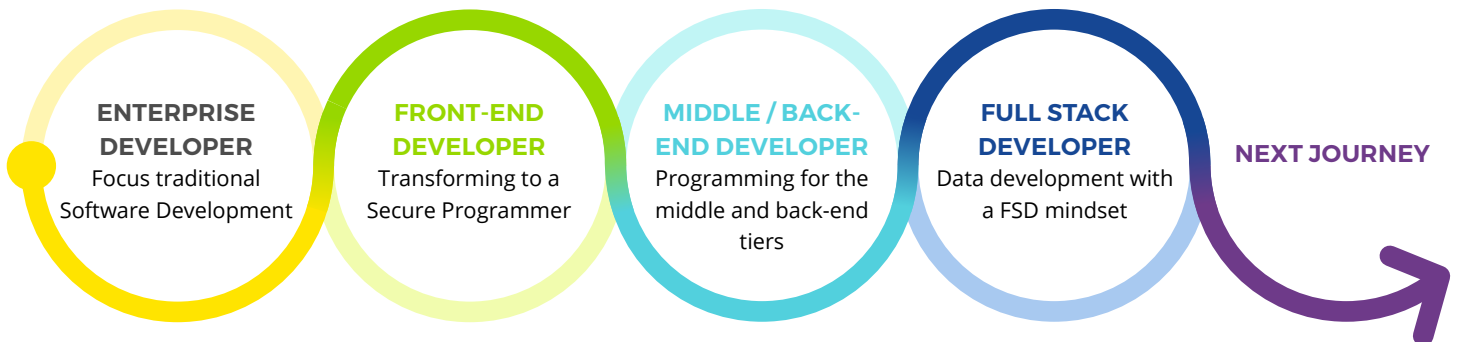 ENTERPRISE
DEVELOPER
Focus traditional
Software Development
FRONT-END
DEVELOPER
Transforming to a
Secure Programmer
MIDDLE / BACK-
END DEVELOPER
Programming for the
middle and back-end
tiers
FULL STACK
DEVELOPER
Data development with
a FSD mindset
NEXT JOURNEY